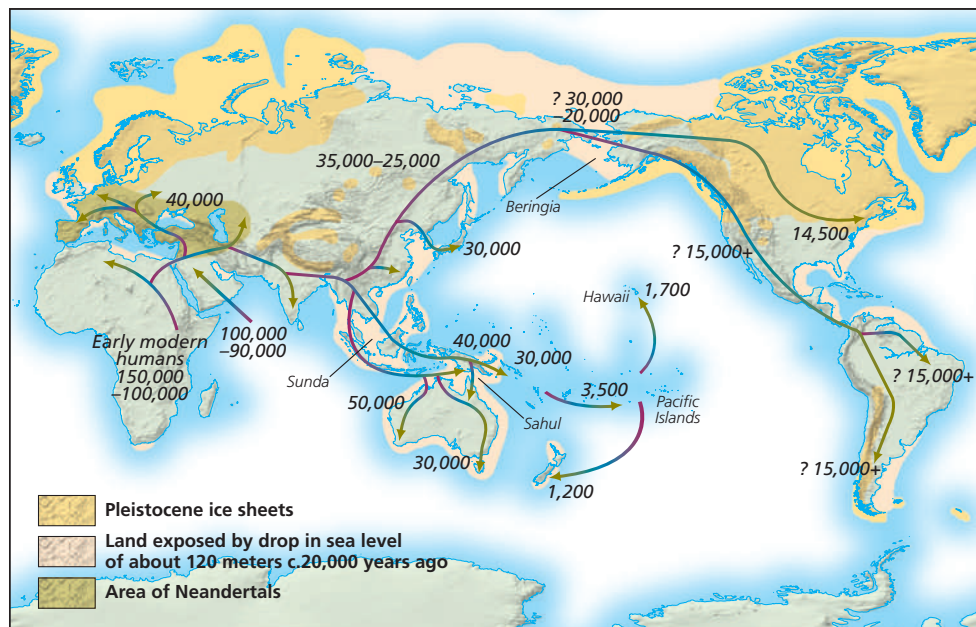 ? 30,000
–20,000
35,000–25,000
40,000
Beringia
14,500
30,000
? 15,000+
Hawaii
1,700
Early modern
humans
150,000
–100,000
100,000
–90,000
Sunda
40,000
30,000
? 15,000+
3,500
50,000
Sahul
Pacific
Islands
30,000
? 15,000+
1,200
Pleistocene ice sheets
Land exposed by drop in sea level
of about 120 meters c.20,000 years ago
Area of Neandertals